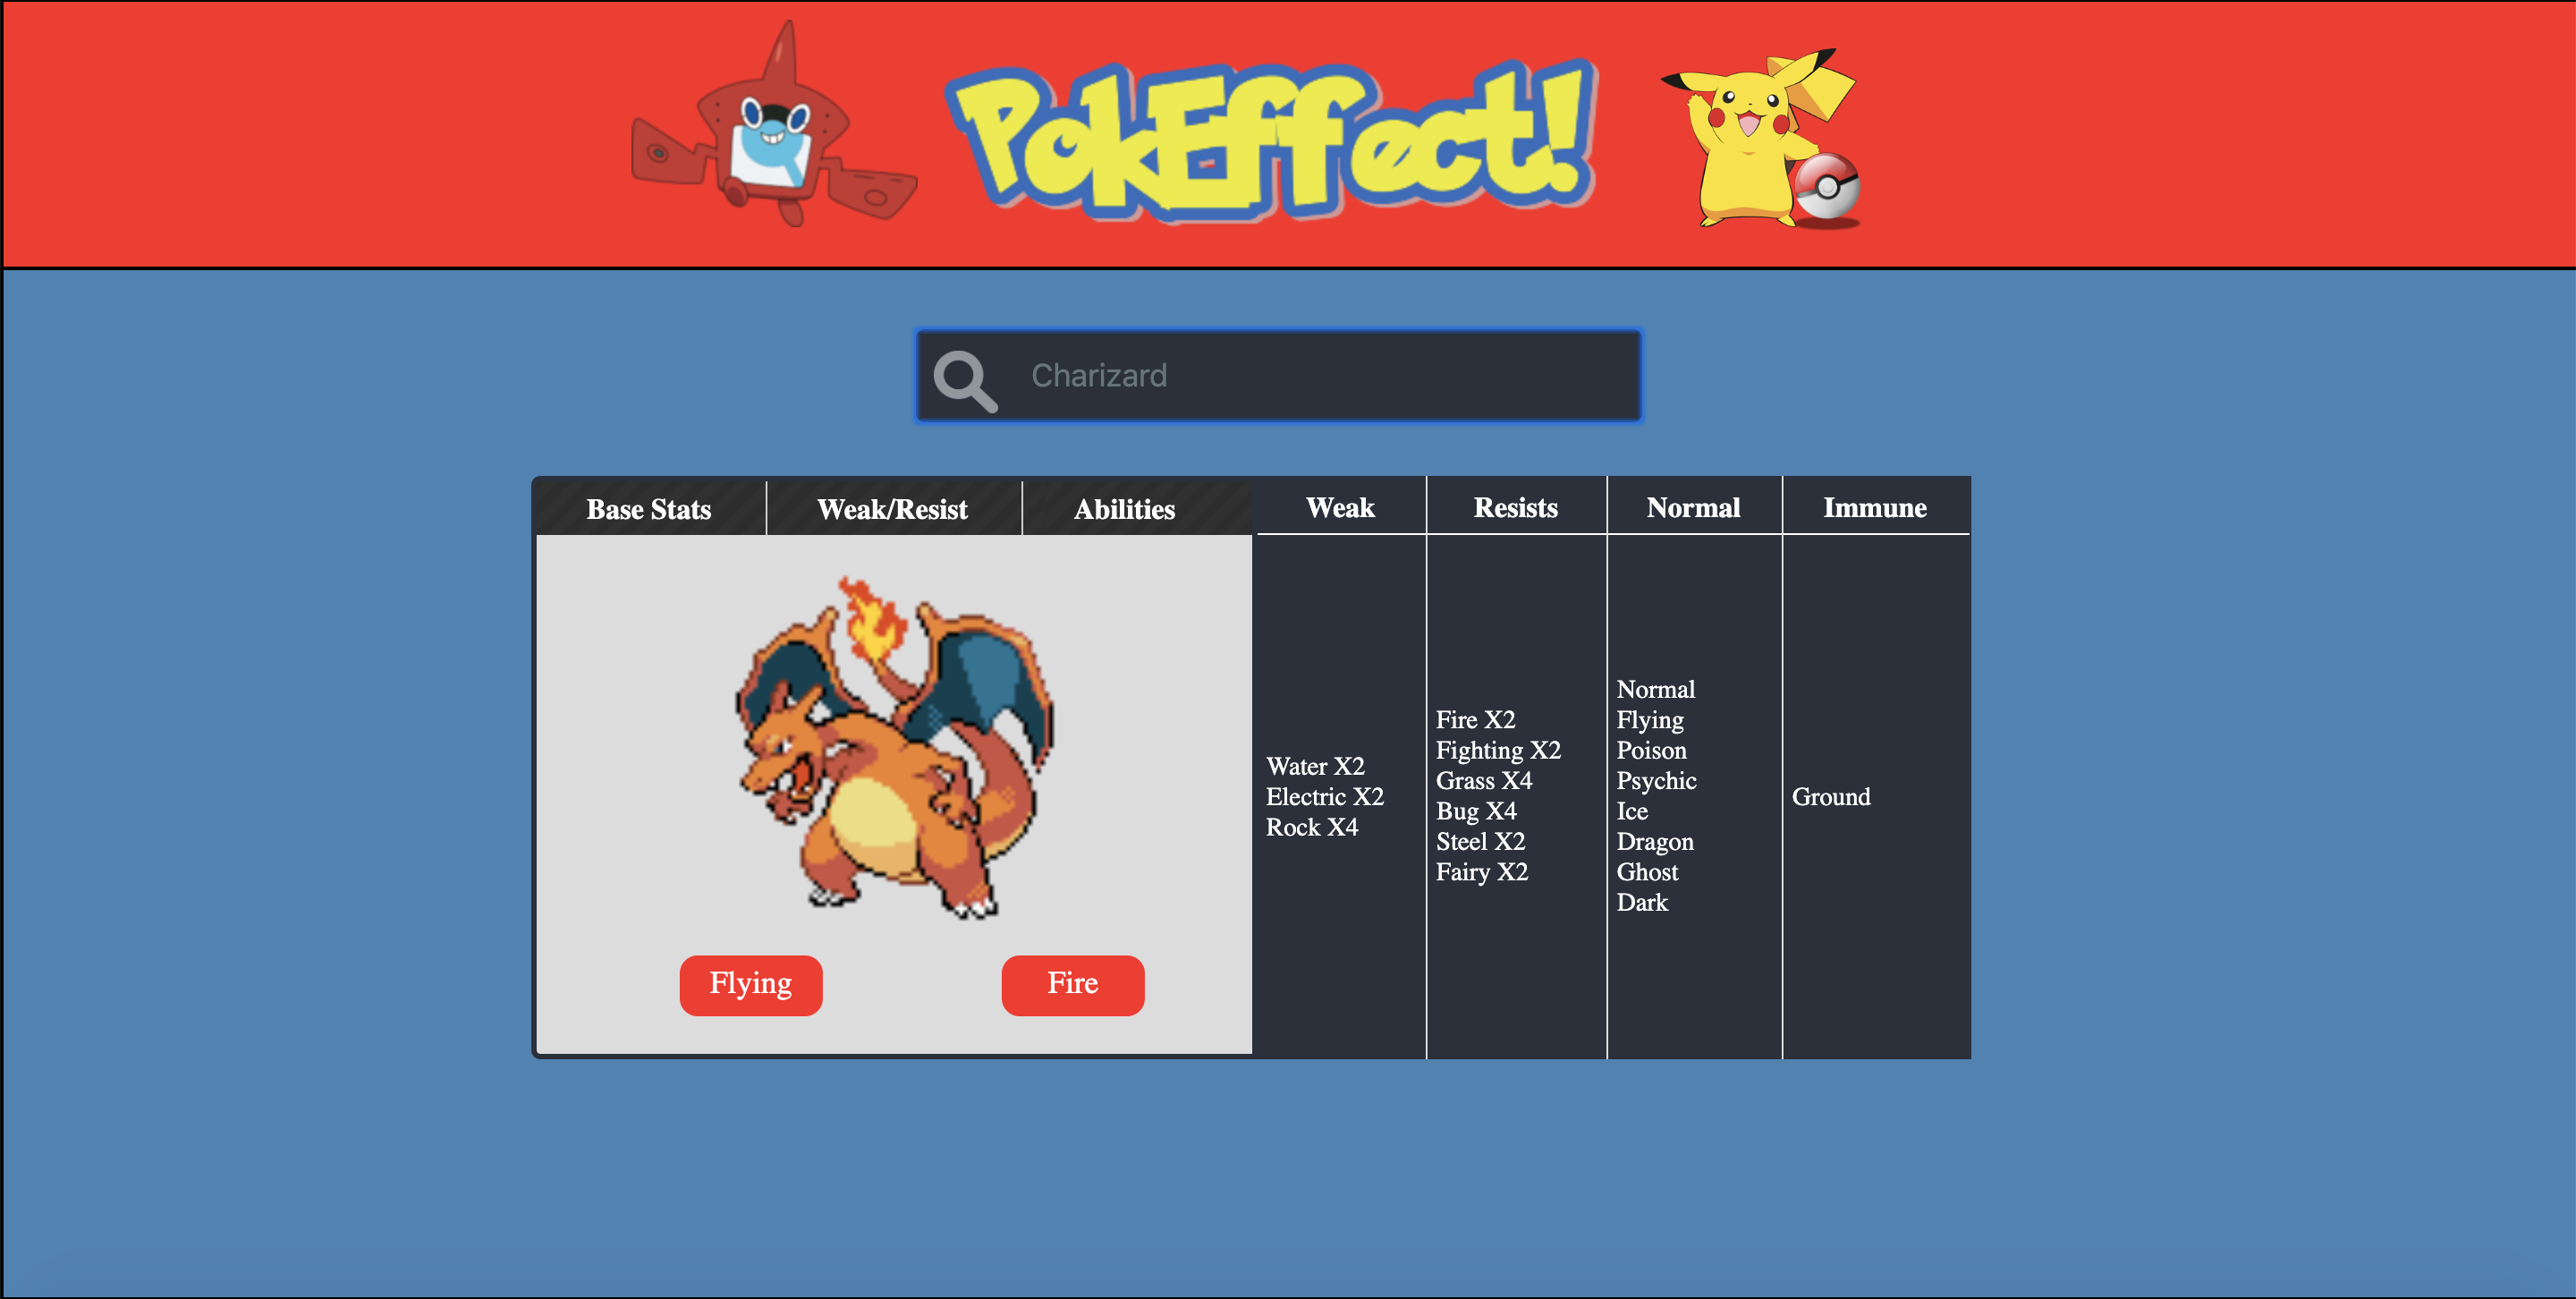 PokEffect!
Charizard
Base Stats Weak/Resist Abilities Weak Resists Normal Immune
Water X2
Electric X2
Rock X4
Fire X2
Fighting X2
Grass X4
Bug X4
Steel X2
Fairy X2
Normal
Flying
Poison
Psychic
Ice
Dragon
Ghost
Dark
Ground
Flying Fire